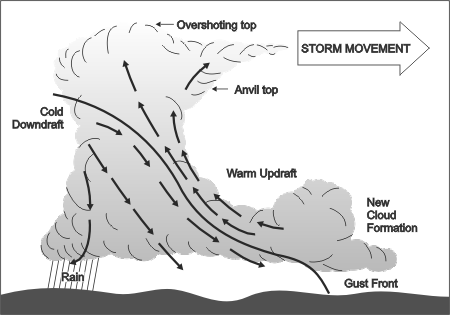 Overshoting top
STORM MOVEMENT
Anvil top
Cold
Downdraft
Warm Updraft
New
Cloud
Formation
Rain
Gust Front